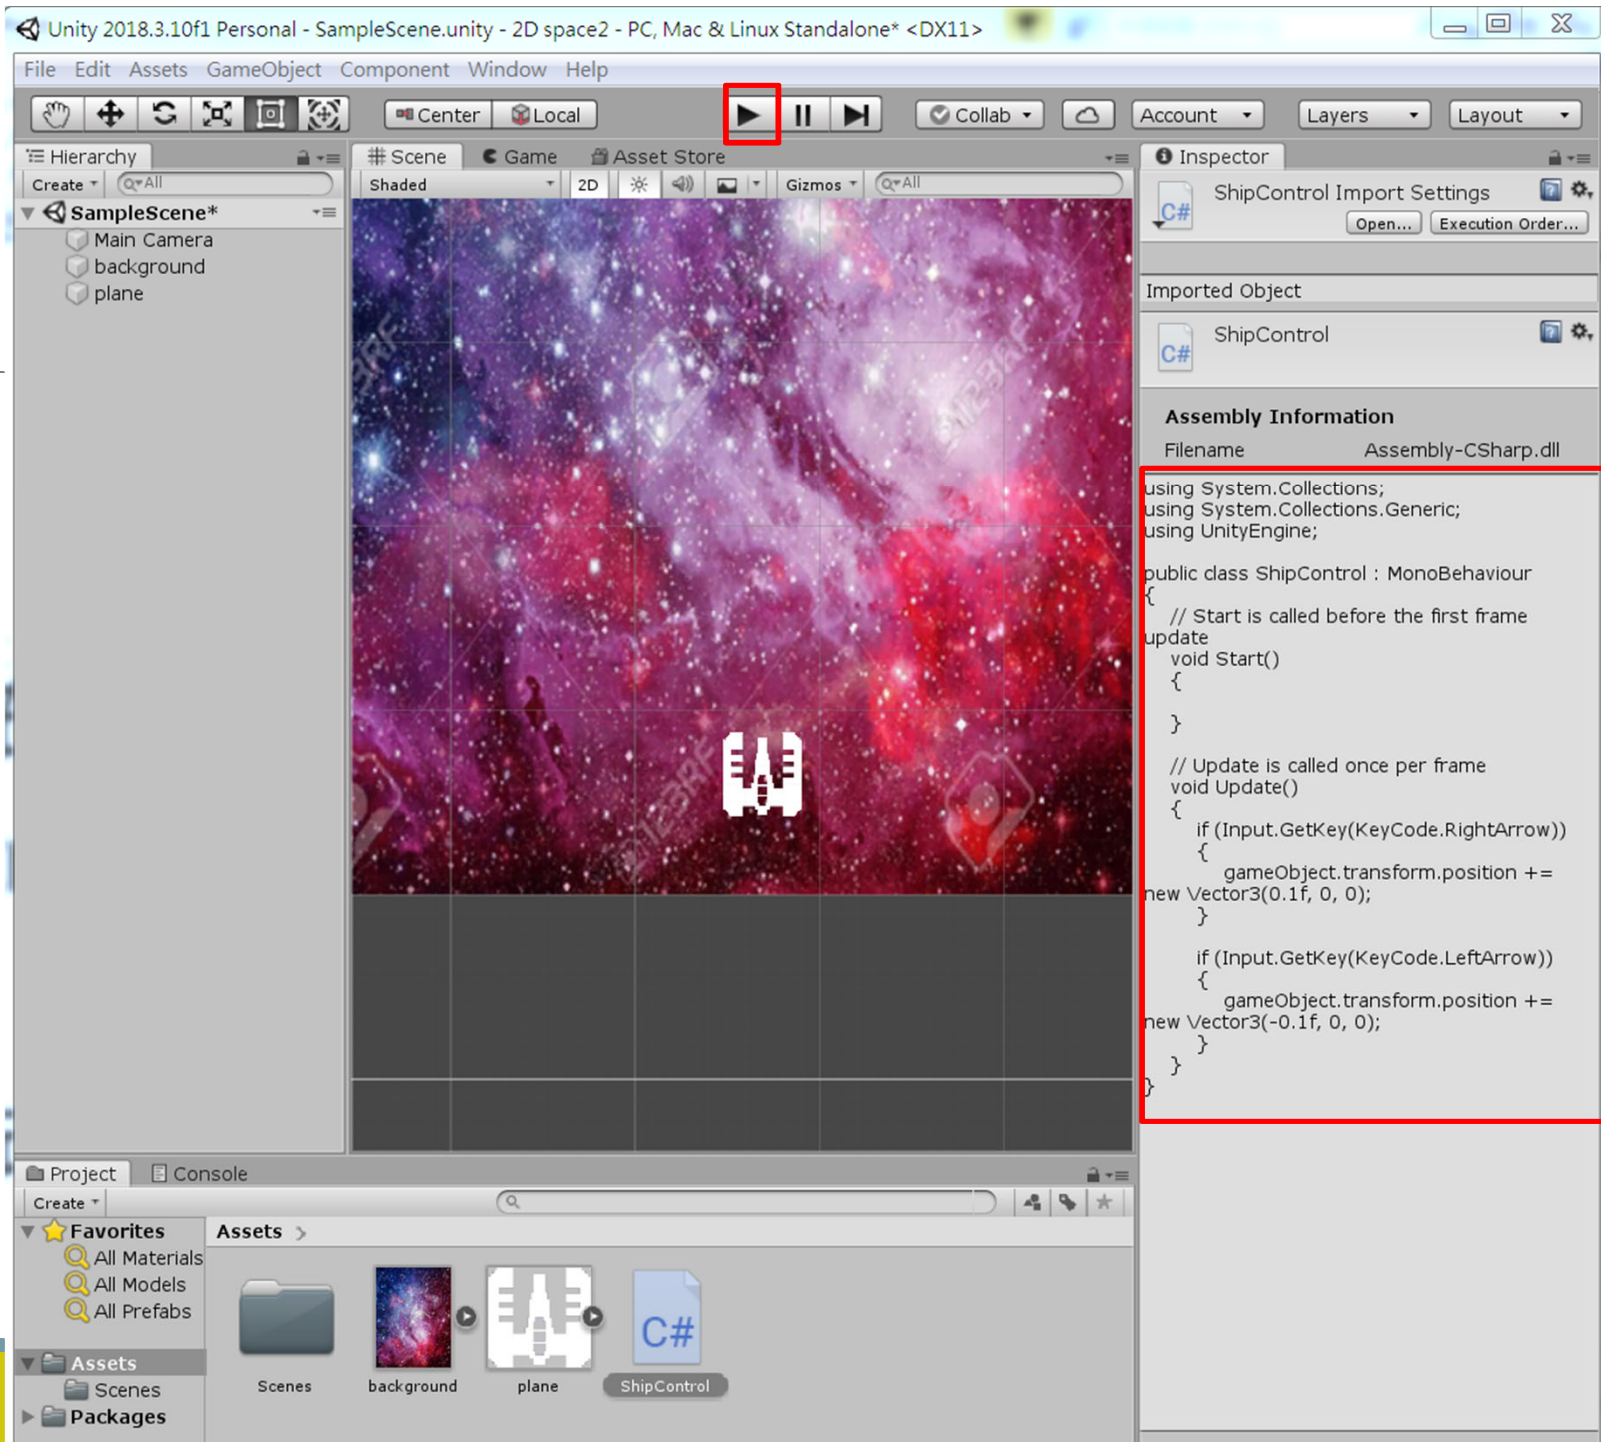 Unity 2018.3.10f1 Personal - SampleScene.unity - 2D space2 - PC, Mac & Linux Standalone* <DX11>
File Edit Assets GameObject Component Window Help
Center Local Collab Account Layers Layout
Hierarchy
Create All
SampleScene*
Main Camera
background
plane
Scene Game Asset Store
Shaded 2D Gizmos All
123RF
123RF
123RF
Inspector
ShipControl Import Settings
C#
Open... Execution Order...
Imported Object
ShipControl
C#
Assembly Information
Filename Assembly-CSharp.dll
using System.Collections;
using System.Collections.Generic;
using UnityEngine;
public class ShipControl : MonoBehaviour
{
// Start is called before the first frame
update
void Start()
{
}
// Update is called once per frame
void Update()
{
if (Input.GetKey(KeyCode.RightArrow))
{
gameObject.transform.position +=
new Vector3(0.1f, 0, 0);
}
if (Input.GetKey(KeyCode.LeftArrow))
{
gameObject.transform.position +=
new Vector3(-0.1f, 0, 0);
}
}
}
Project Console
Create
Favorites
All Materials
All Models
All Prefabs
Assets
Scenes
Packages
Assets
C#
Scenes background plane ShipControl